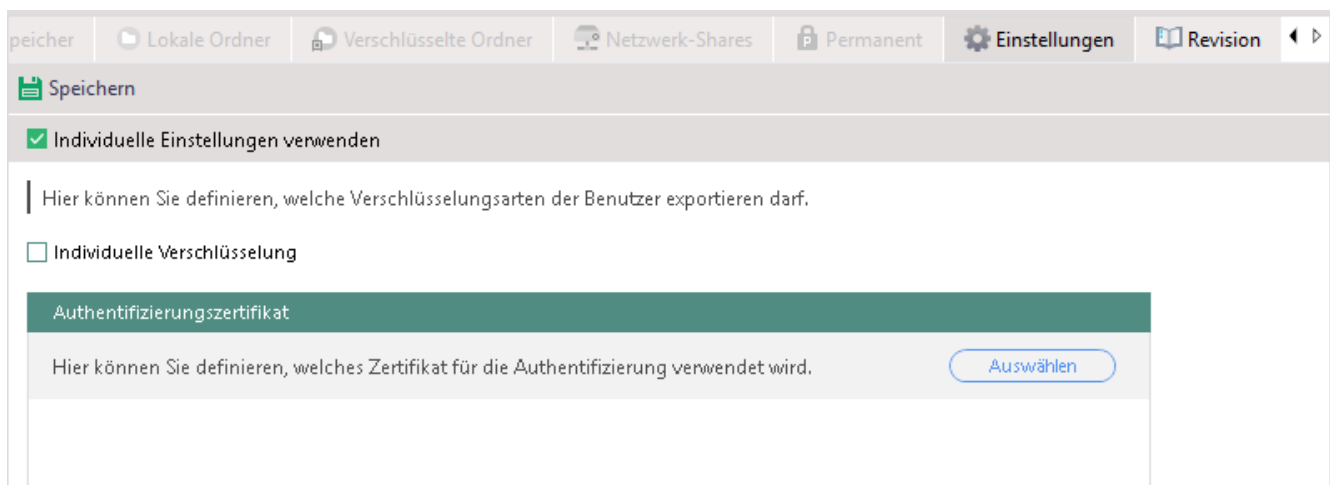 peicher Lokale Ordner Verschlüsselte Ordner Netzwerk-Shares Permanent Einstellungen Revision
Speichern
Individuelle Einstellungen verwenden
Hier können Sie definieren, welche Verschlüsselungsarten der Benutzer exportieren darf.
Individuelle Verschlüsselung
Authentifizierungszertifikat
Hier können Sie definieren, welches Zertifikat für die Authentifizierung verwendet wird. Auswählen